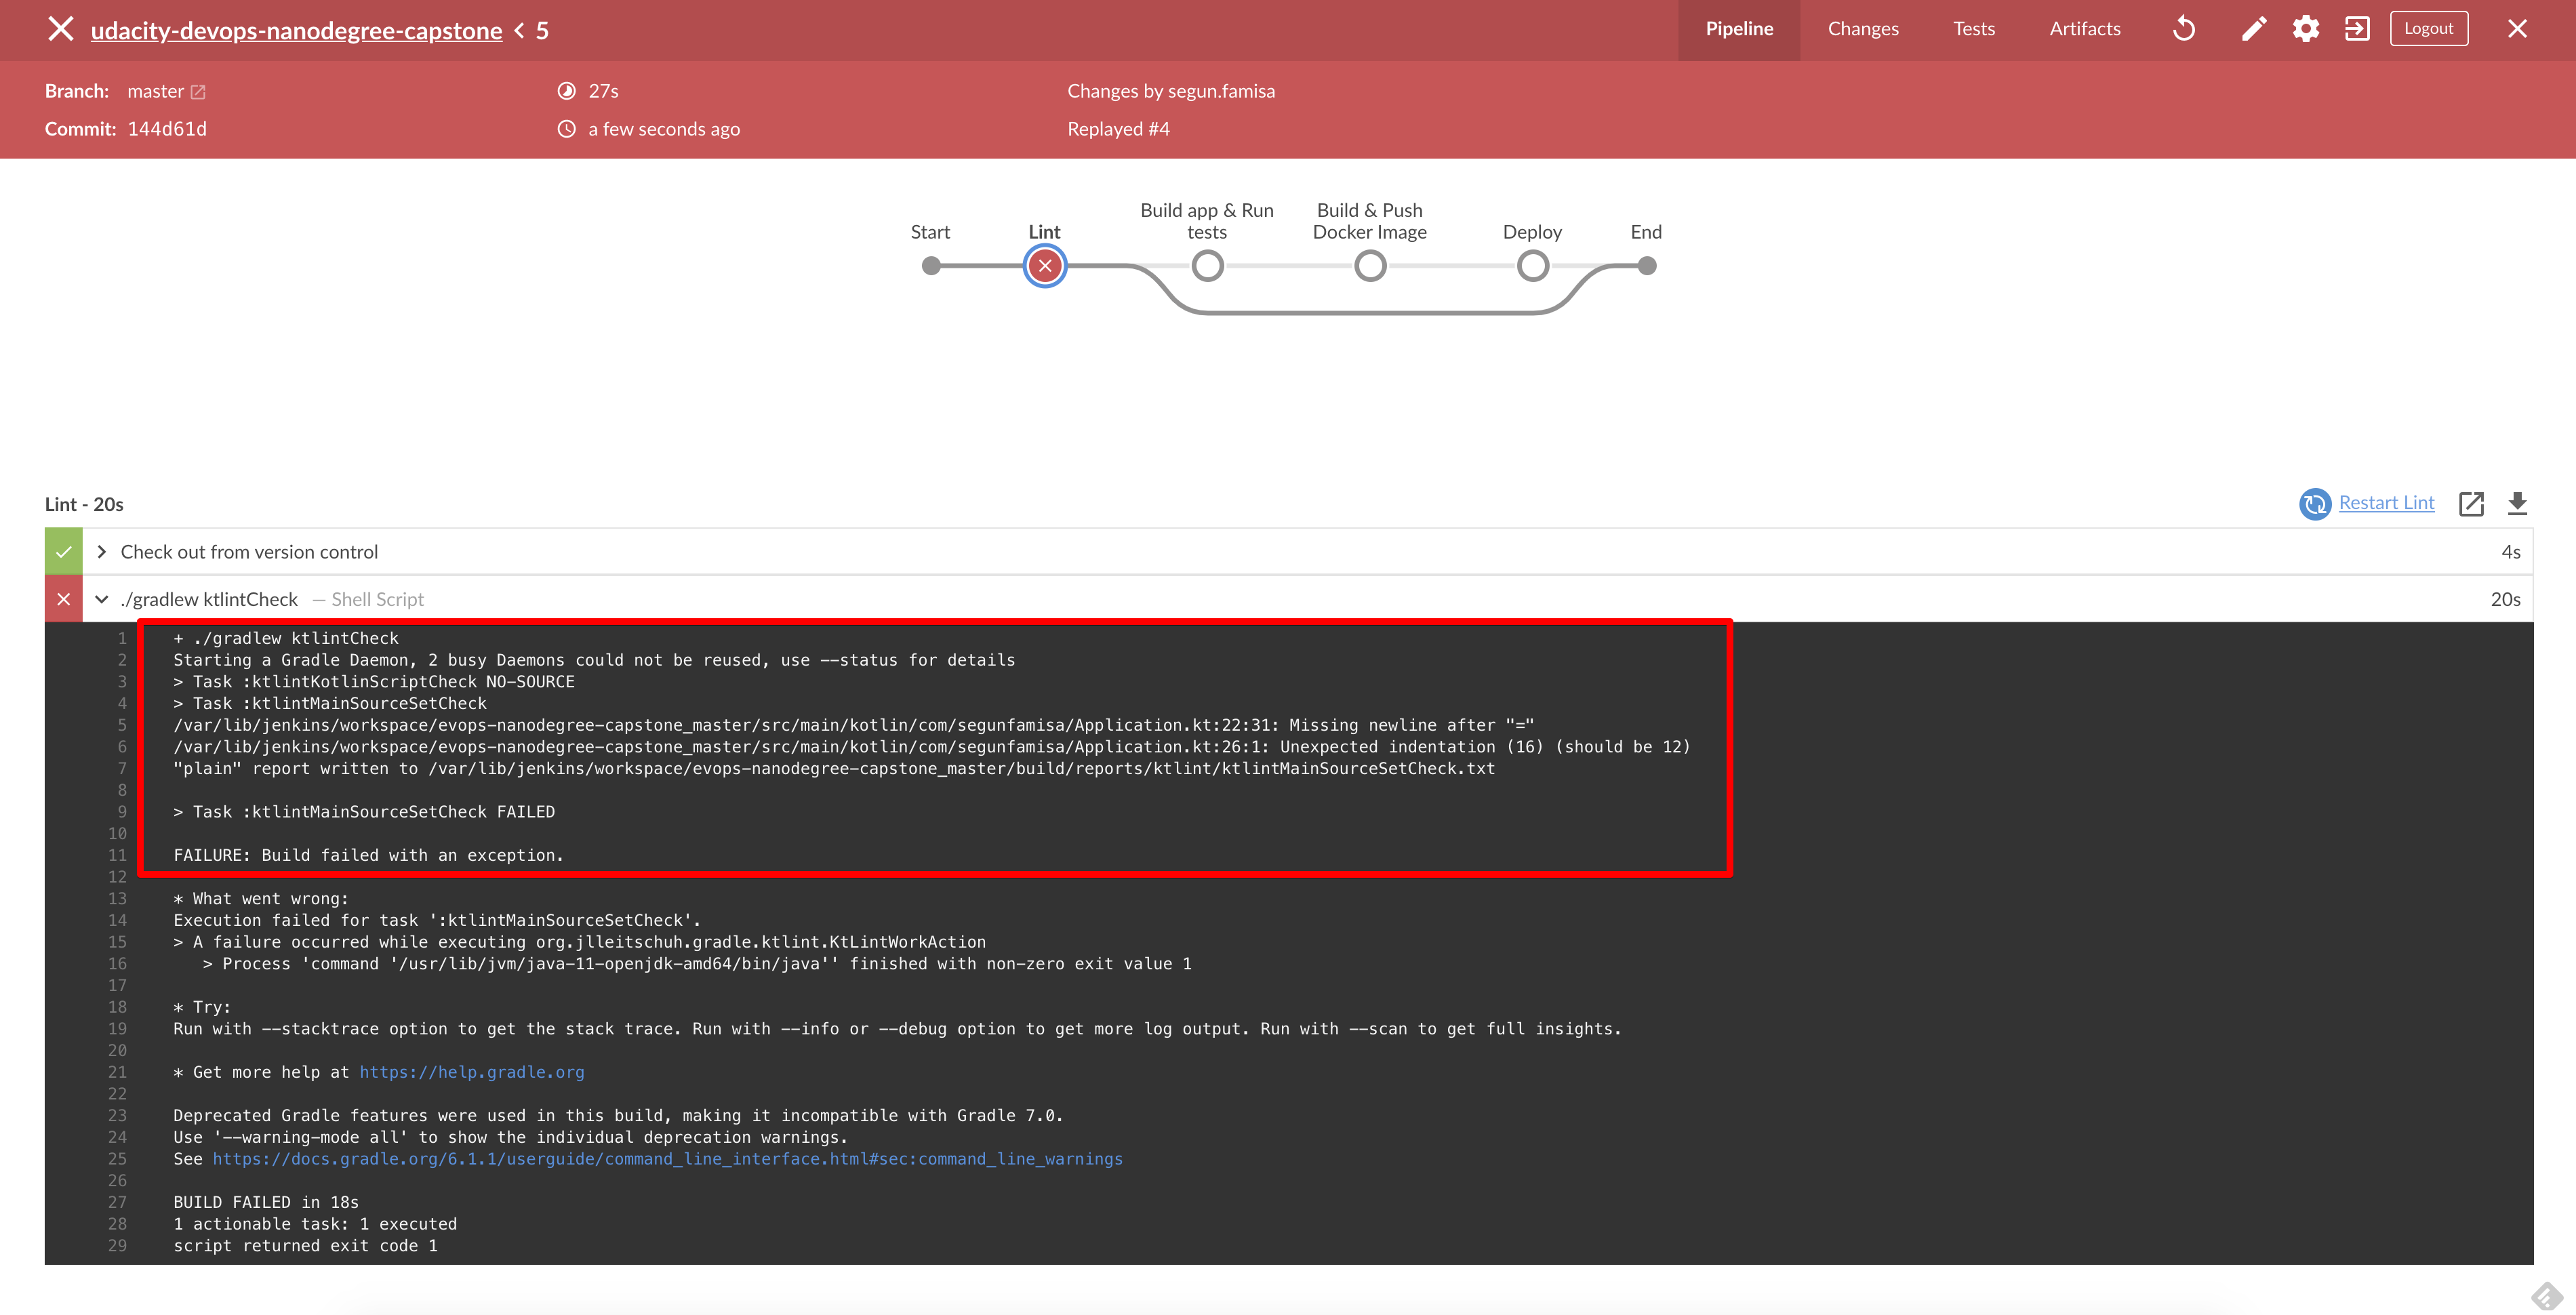 udacity-devops-nanodegree-capstone < 5
Pipeline
Changes
Tests
Artifacts
Logout
Branch: master
27s
Changes by segun.famisa
Commit: 144d61d
a few seconds ago
Replayed #4
Start
Lint
Build app & Run
tests
Build & Push
Docker Image
Deploy
End
Lint - 20s
Restart Lint
Check out from version control
4s
./gradlew ktlintCheck — Shell Script
20s
1 + ./gradlew ktlintCheck
2 Starting a Gradle Daemon, 2 busy Daemons could not be reused, use --status for details
3 > Task :ktlintKotlinScriptCheck NO-SOURCE
4 > Task :ktlintMainSourceSetCheck
5 /var/lib/jenkins/workspace/evops-nanodegree-capstone_master/src/main/kotlin/com/segunfamisa/Application.kt:22:31: Missing newline after "="
6 /var/lib/jenkins/workspace/evops-nanodegree-capstone_master/src/main/kotlin/com/segunfamisa/Application.kt:26:1: Unexpected indentation (16) (should be 12)
7 "plain" report written to /var/lib/jenkins/workspace/evops-nanodegree-capstone_master/build/reports/ktlint/ktlintMainSourceSetCheck.txt
8
9 > Task :ktlintMainSourceSetCheck FAILED
10
11 FAILURE: Build failed with an exception.
12
13 * What went wrong:
14 Execution failed for task ':ktlintMainSourceSetCheck'.
15 > A failure occurred while executing org.jlleitschuh.gradle.ktlint.KtLintWorkAction
16 > Process 'command '/usr/lib/jvm/java-11-openjdk-amd64/bin/java'' finished with non-zero exit value 1
17
18 * Try:
19 Run with --stacktrace option to get the stack trace. Run with --info or --debug option to get more log output. Run with --scan to get full insights.
20
21 * Get more help at https://help.gradle.org
22
23 Deprecated Gradle features were used in this build, making it incompatible with Gradle 7.0.
24 Use '--warning-mode all' to show the individual deprecation warnings.
25 See https://docs.gradle.org/6.1.1/userguide/command_line_interface.html#sec:command_line_warnings
26
27 BUILD FAILED in 18s
28 1 actionable task: 1 executed
29 script returned exit code 1